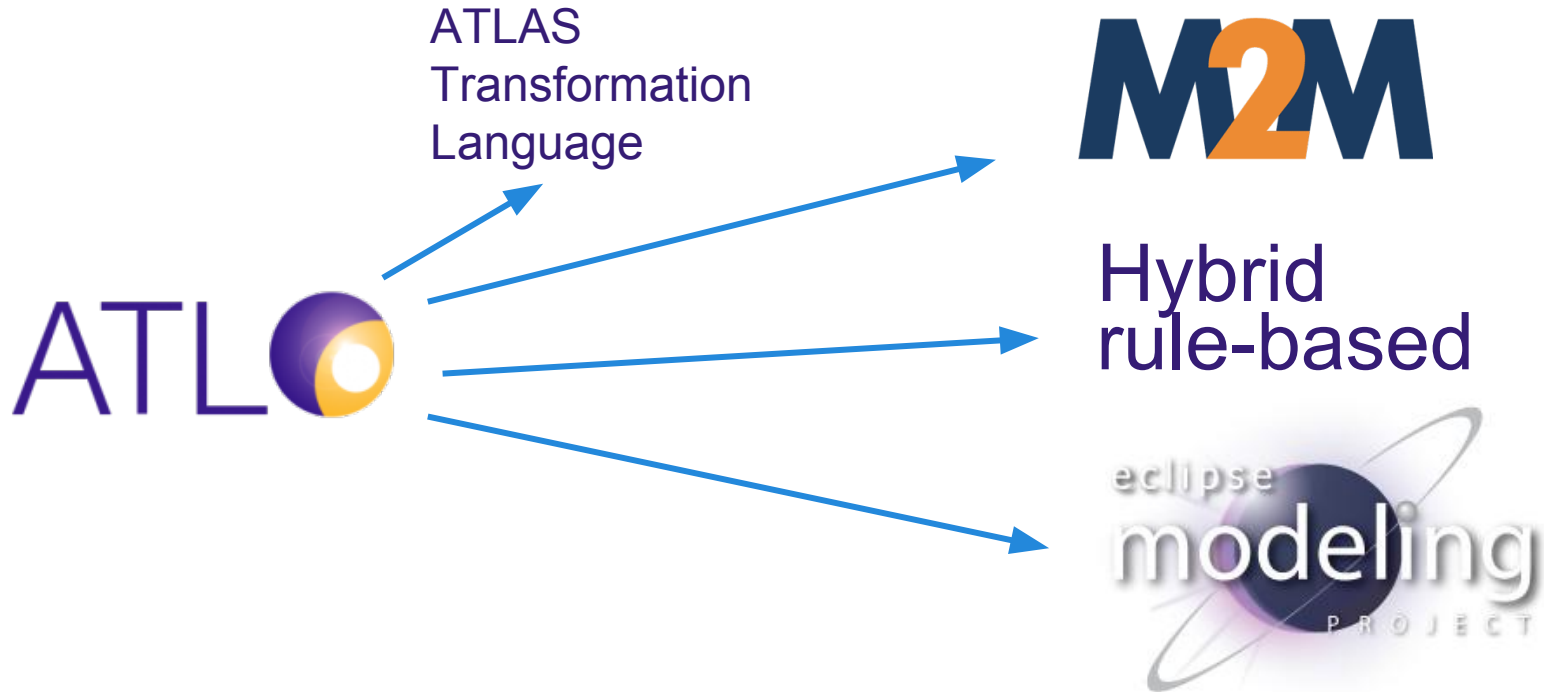 ATLAS
Transformation
Language
M2M
ATL
Hybrid
rule-based
eclipse
modeling
PROJECT